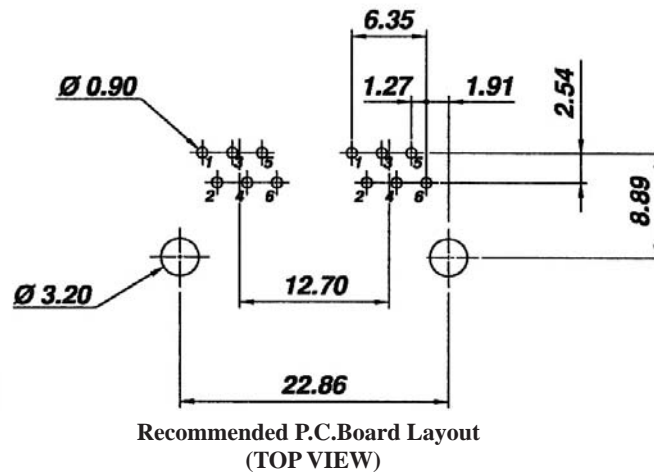 6.35
Ø 0.90
1.27
1.91
2.54
1 3 5
1 3 5
2 4 6
2 4 6
8.89
Ø 3.20
12.70
22.86
Recommended P.C.Board Layout
(TOP VIEW)